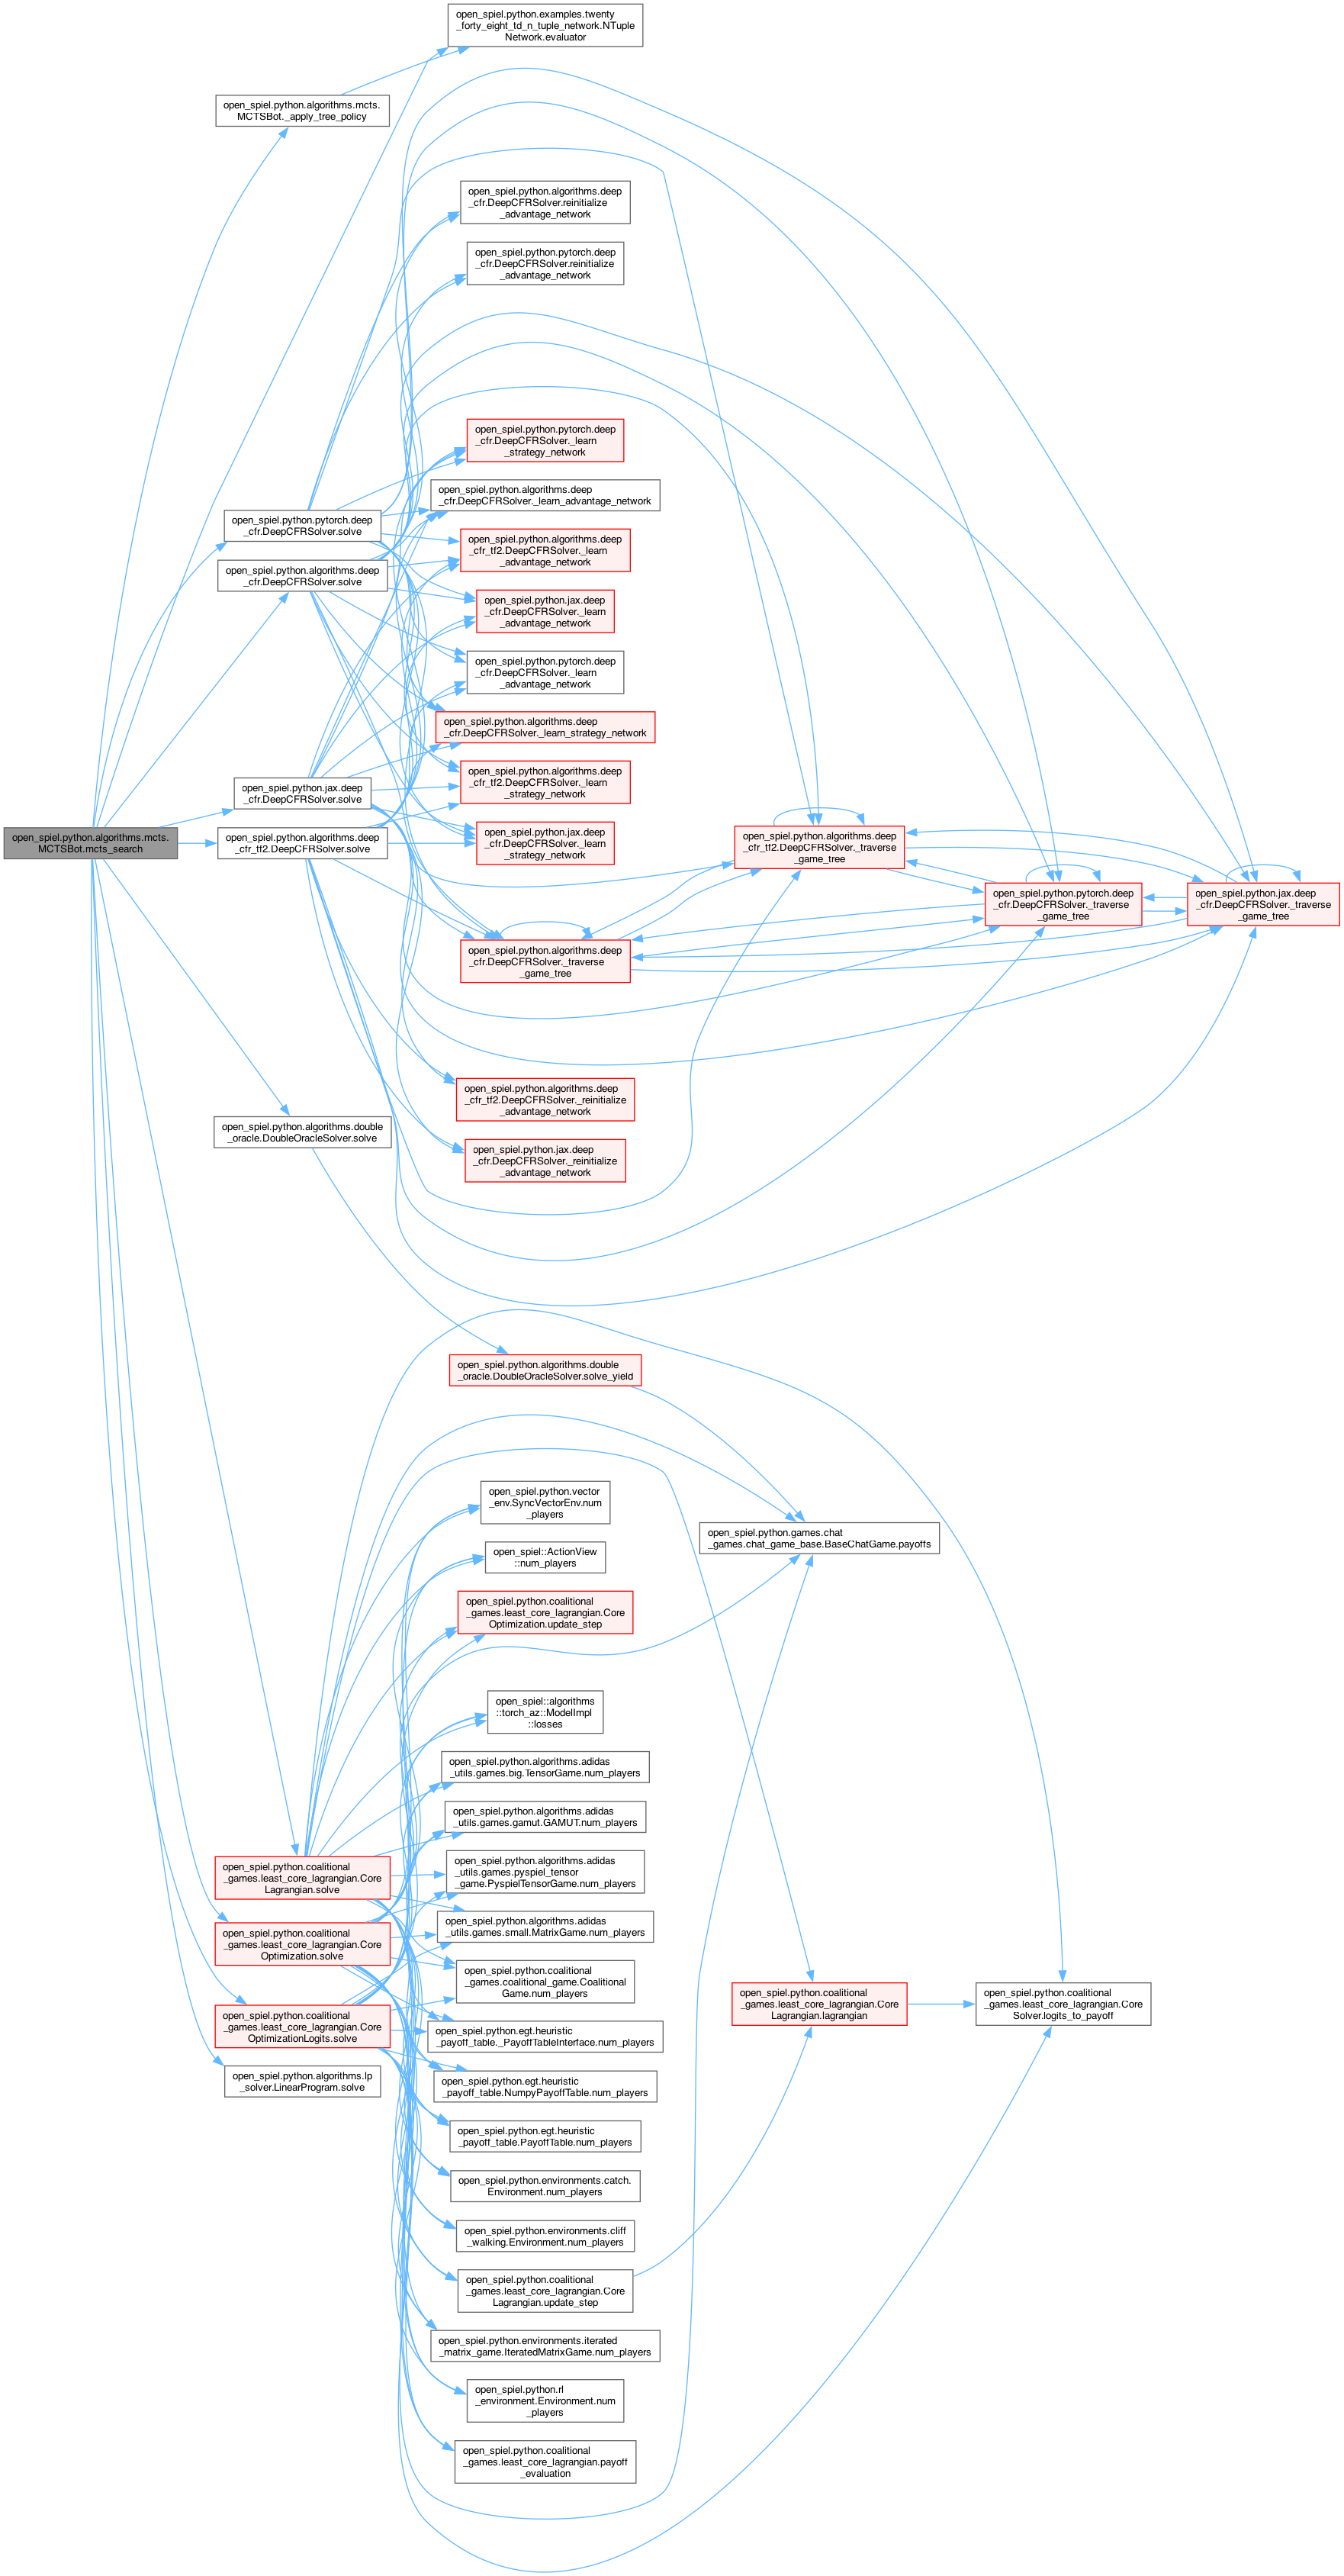 open_spiel.python.examples.twenty
_forty_eight_td_n_tuple_network.NTuple
Network.evaluator
open_spiel.python.algorithms.mcts.
MCTSBot._apply_tree_policy
open_spiel.python.algorithms.deep
_cfr.DeepCFRSolver.reinitialize
_advantage_network
open_spiel.python.pytorch.deep
_cfr.DeepCFRSolver.reinitialize
_advantage_network
open_spiel.python.pytorch.deep
_cfr.DeepCFRSolver._learn
_strategy_network
open_spiel.python.algorithms.deep
_cfr.DeepCFRSolver._learn_advantage_network
open_spiel.python.pytorch.deep
_cfr.DeepCFRSolver.solve
open_spiel.python.algorithms.deep
_cfr_tf2.DeepCFRSolver._learn
_advantage_network
open_spiel.python.algorithms.deep
_cfr.DeepCFRSolver.solve
open_spiel.python.jax.deep
_cfr.DeepCFRSolver._learn
_advantage_network
open_spiel.python.pytorch.deep
_cfr.DeepCFRSolver._learn
_advantage_network
open_spiel.python.algorithms.deep
_cfr.DeepCFRSolver._learn_strategy_network
open_spiel.python.algorithms.deep
_cfr_tf2.DeepCFRSolver._learn
_strategy_network
open_spiel.python.jax.deep
_cfr.DeepCFRSolver.solve
open_spiel.python.algorithms.mcts.
MCTSBot.mcts_search
open_spiel.python.algorithms.deep
_cfr_tf2.DeepCFRSolver.solve
open_spiel.python.jax.deep
_cfr.DeepCFRSolver._learn
_strategy_network
open_spiel.python.algorithms.deep
_cfr_tf2.DeepCFRSolver._traverse
_game_tree
open_spiel.python.pytorch.deep
_cfr.DeepCFRSolver._traverse
_game_tree
open_spiel.python.jax.deep
_cfr.DeepCFRSolver._traverse
_game_tree
open_spiel.python.algorithms.deep
_cfr.DeepCFRSolver._traverse
_game_tree
open_spiel.python.algorithms.deep
_cfr_tf2.DeepCFRSolver._reinitialize
_advantage_network
open_spiel.python.algorithms.double
_oracle.DoubleOracleSolver.solve
open_spiel.python.jax.deep
_cfr.DeepCFRSolver._reinitialize
_advantage_network
open_spiel.python.algorithms.double
_oracle.DoubleOracleSolver.solve_yield
open_spiel.python.vector
_env.SyncVectorEnv.num
_players
open_spiel.python.games.chat
_games.chat_game_base.BaseChatGame.payoffs
open_spiel::ActionView
::num_players
open_spiel.python.coalitional
_games.least_core_lagrangian.Core
Optimization.update_step
open_spiel::algorithms
::torch_az::ModelImpl
::losses
open_spiel.python.algorithms.adidas
_utils.games.big.TensorGame.num_players
open_spiel.python.algorithms.adidas
_utils.games.gamut.GAMUT.num_players
open_spiel.python.coalitional
_games.least_core_lagrangian.Core
Lagrangian.solve
open_spiel.python.algorithms.adidas
_utils.games.pyspiel_tensor
_game.PyspielTensorGame.num_players
open_spiel.python.algorithms.adidas
_utils.games.small.MatrixGame.num_players
open_spiel.python.coalitional
_games.least_core_lagrangian.Core
Optimization.solve
open_spiel.python.coalitional
_games.coalitional_game.Coalitional
Game.num_players
open_spiel.python.coalitional
_games.least_core_lagrangian.Core
Lagrangian.lagrangian
open_spiel.python.coalitional
_games.least_core_lagrangian.Core
Solver.logits_to_payoff
open_spiel.python.coalitional
_games.least_core_lagrangian.Core
OptimizationLogits.solve
open_spiel.python.egt.heuristic
_payoff_table._PayoffTableInterface.num_players
open_spiel.python.algorithms.lp
_solver.LinearProgram.solve
open_spiel.python.egt.heuristic
_payoff_table.NumpyPayoffTable.num_players
open_spiel.python.egt.heuristic
_payoff_table.PayoffTable.num_players
open_spiel.python.environments.catch.
Environment.num_players
open_spiel.python.environments.cliff
_walking.Environment.num_players
open_spiel.python.coalitional
_games.least_core_lagrangian.Core
Lagrangian.update_step
open_spiel.python.environments.iterated
_matrix_game.IteratedMatrixGame.num_players
open_spiel.python.rl
_environment.Environment.num
_players
open_spiel.python.coalitional
_games.least_core_lagrangian.payoff
_evaluation